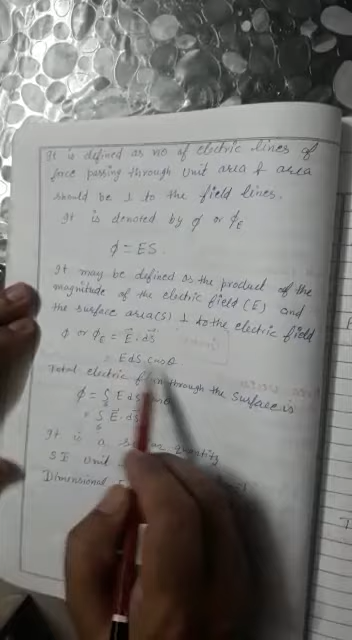 It is defined as no of electric lines of
force passing through unit area & area
should be ⊥ to the field lines.
It is denoted by φ or φE
φ = ES.
It may be defined as the product of the
magnitude of the electric field (E) and
the surface area(s) ⊥ to the electric field
φ or φE = E⃗ . ds⃗
= E ds. cosθ
Total electric through the surface is
φ = ∫s E ds
= ∫s E⃗ . ds⃗
It is a quantity
SI Unit
Dimensional